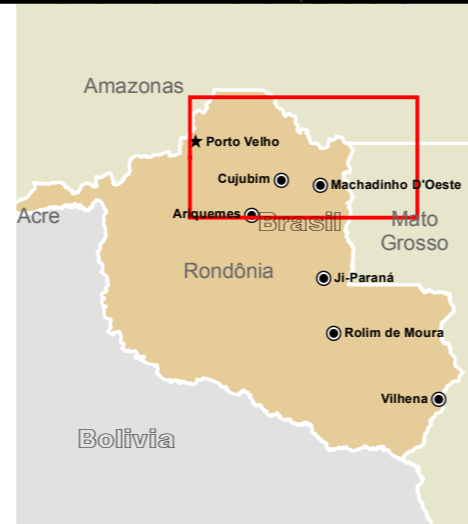 Amazonas
Porto Velho
Cujubim
Machadinho D'Oeste
Acre
Ariquemes
Brasil
Mato
Grosso
Rondônia
Ji-Paraná
Rolim de Moura
Vilhena
Bolivia